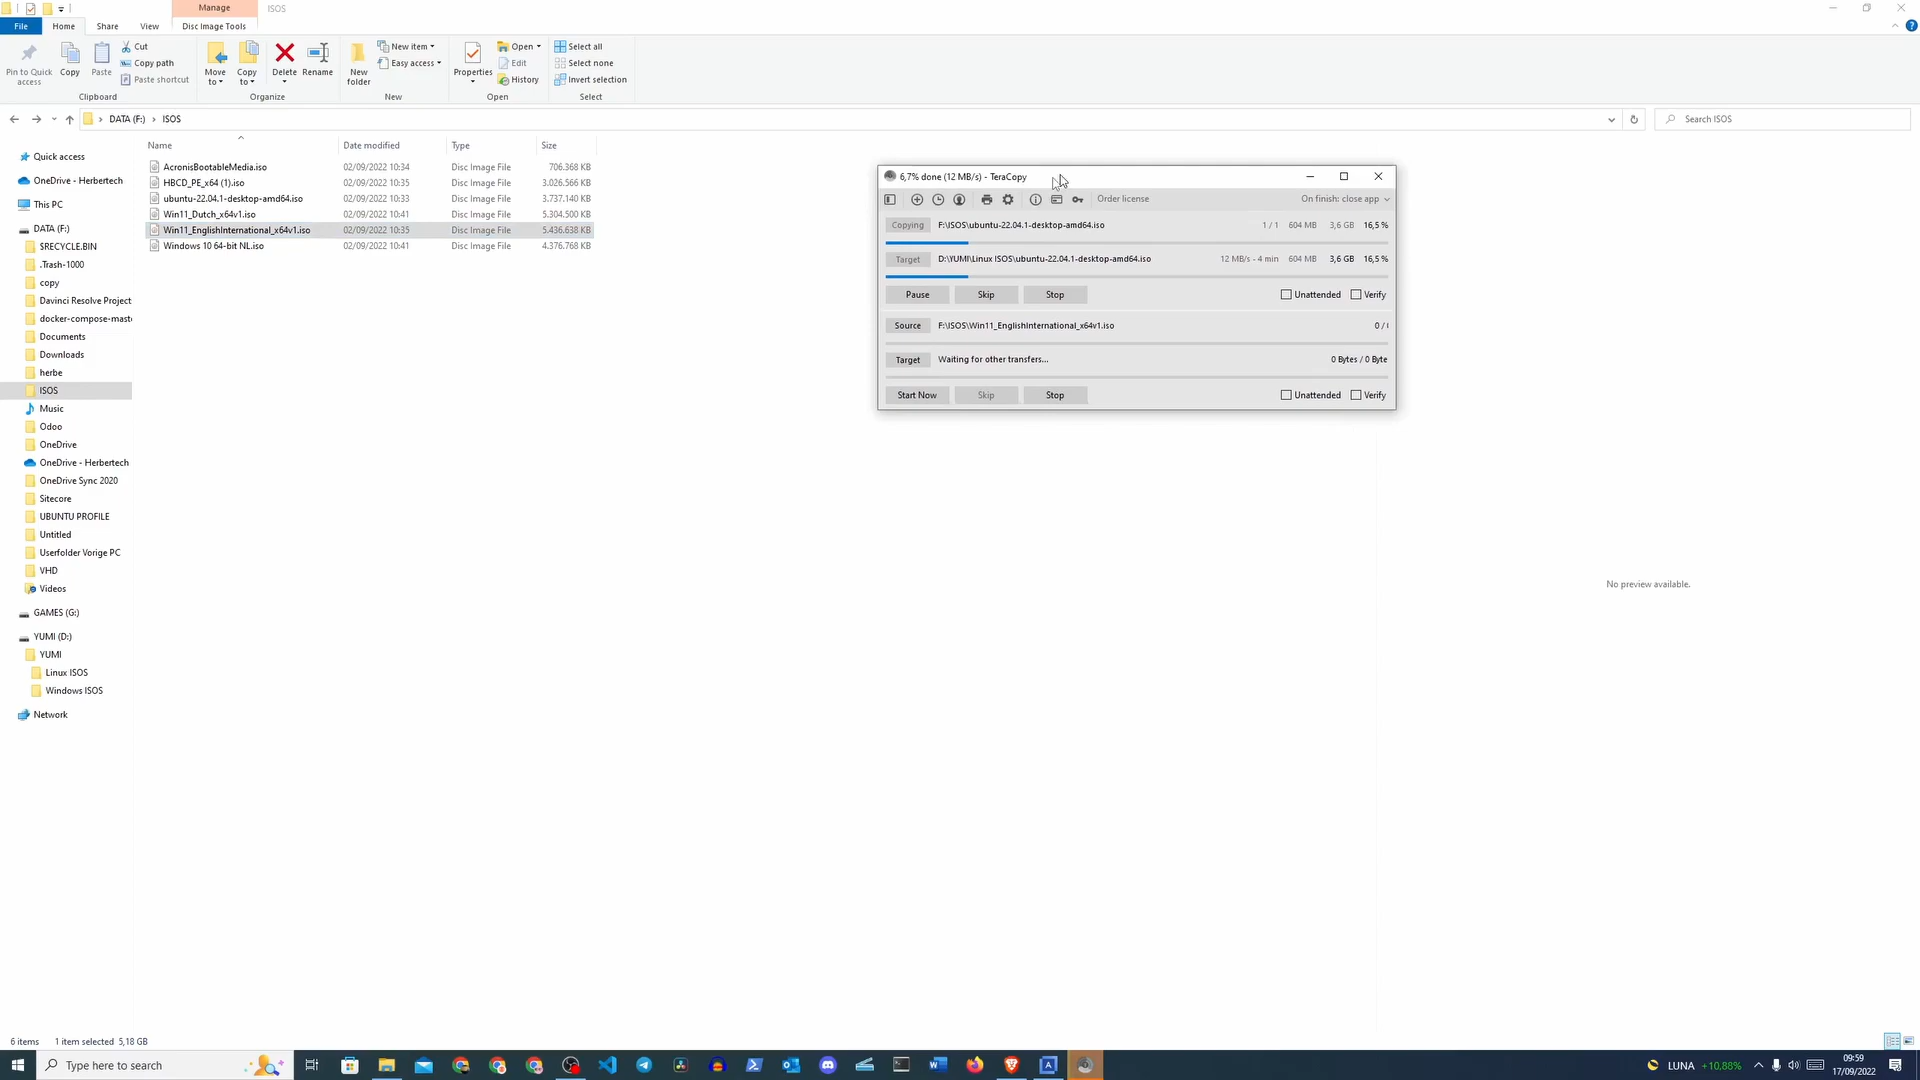 Manage
ISOS
File
Home
Share
View
Disc Image Tools
Pin to Quick access
Copy
Paste
Cut
Copy path
Paste shortcut
Clipboard
Move to
Copy to
Delete
Rename
Organize
New folder
New item
Easy access
New
Properties
Open
Edit
History
Open
Select all
Select none
Invert selection
Select
DATA (F:)
ISOS
Search ISOS
Name Date modified Type Size
AcronisBootableMedia.iso 02/09/2022 10:34 Disc Image File 706.368 KB
HBCD_PE_x64 (1).iso 02/09/2022 10:35 Disc Image File 3.026.566 KB
ubuntu-22.04.1-desktop-amd64.iso 02/09/2022 10:33 Disc Image File 3.737.140 KB
Win11_Dutch_x64v1.iso 02/09/2022 10:41 Disc Image File 5.304.500 KB
Win11_EnglishInternational_x64v1.iso 02/09/2022 10:35 Disc Image File 5.436.638 KB
Windows 10 64-bit NL.iso 02/09/2022 10:41 Disc Image File 4.376.768 KB
Quick access
OneDrive - Herbertech
This PC
DATA (F:)
$RECYCLE.BIN
.Trash-1000
copy
Davinci Resolve Project
docker-compose-mast
Documents
Downloads
herbe
ISOS
Music
Odoo
OneDrive
OneDrive - Herbertech
OneDrive Sync 2020
Sitecore
UBUNTU PROFILE
Untitled
Userfolder Vorige PC
VHD
Videos
GAMES (G:)
YUMI (D:)
YUMI
Linux ISOS
Windows ISOS
Network
6,7% done (12 MB/s) - TeraCopy
Order license
On finish: close app
Copying F:\ISOS\ubuntu-22.04.1-desktop-amd64.iso 1 / 1 604 MB 3,6 GB 16,5 %
Target D:\YUMI\Linux ISOS\ubuntu-22.04.1-desktop-amd64.iso 12 MB/s - 4 min 604 MB 3,6 GB 16,5 %
Pause Skip Stop Unattended Verify
Source F:\ISOS\Win11_EnglishInternational_x64v1.iso 0 /
Target Waiting for other transfers... 0 Bytes / 0 Byte
Start Now Skip Stop Unattended Verify
No preview available.
6 items 1 item selected 5,18 GB
Type here to search
LUNA +10,88%
09:59
17/09/2022